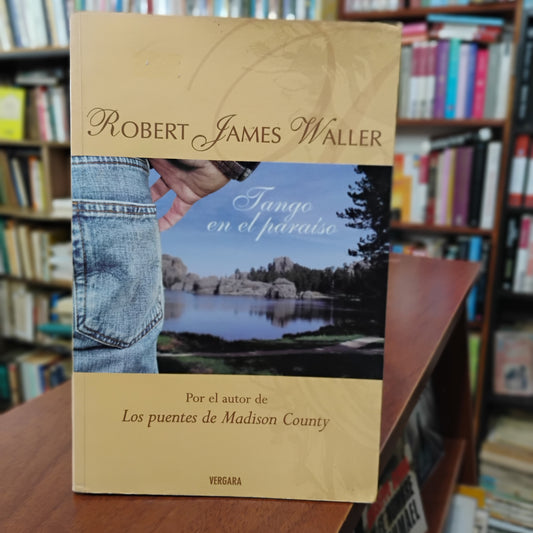 Robert James Waller
Tango
en el paraíso
Por el autor de
Los puentes de Madison County
VERGARA